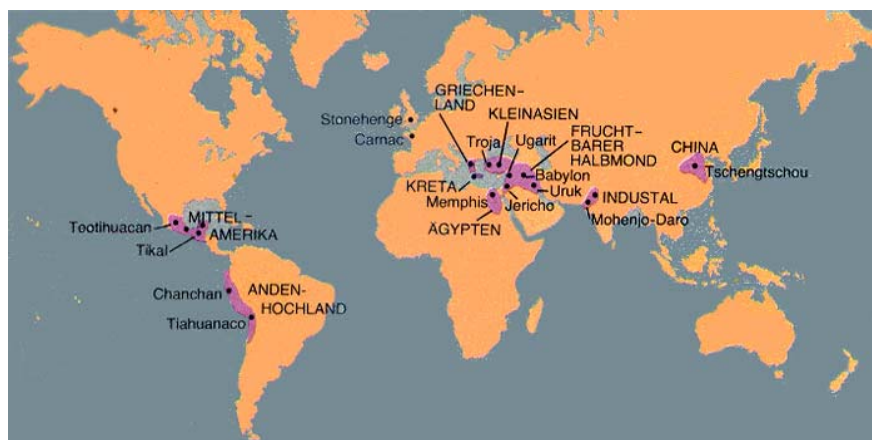 GRIECHEN-
LAND
KLEINASIEN
Stonehenge
Carnac
Troja
Ugarit
FRUCHT-
BARER
HALBMOND
CHINA
Tschengtschou
KRETA
Babylon
Uruk
Memphis
Jericho
INDUSTAL
Mohenjo-Daro
ÄGYPTEN
Teotihuacan
MITTEL-
AMERIKA
Tikal
Chanchan
ANDEN-
HOCHLAND
Tiahuanaco